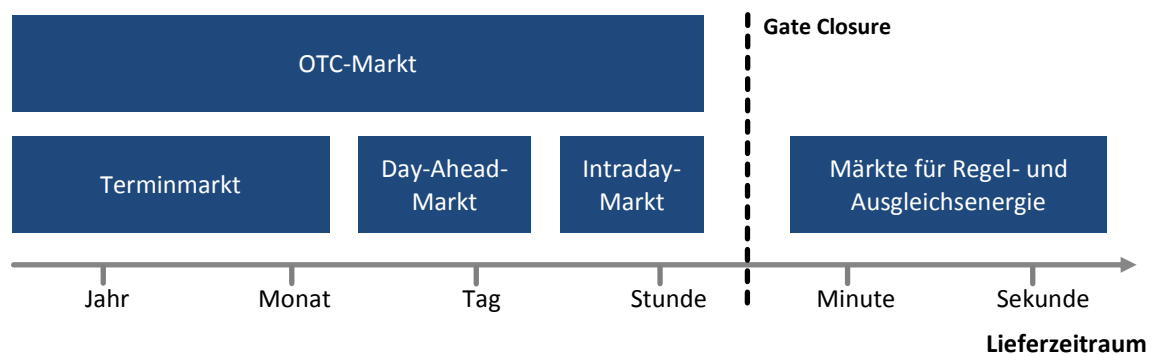 Gate Closure
OTC-Markt
Terminmarkt
Day-Ahead-
Markt
Intraday-
Markt
Märkte für Regel- und
Ausgleichsenergie
Jahr
Monat
Tag
Stunde
Minute
Sekunde
Lieferzeitraum